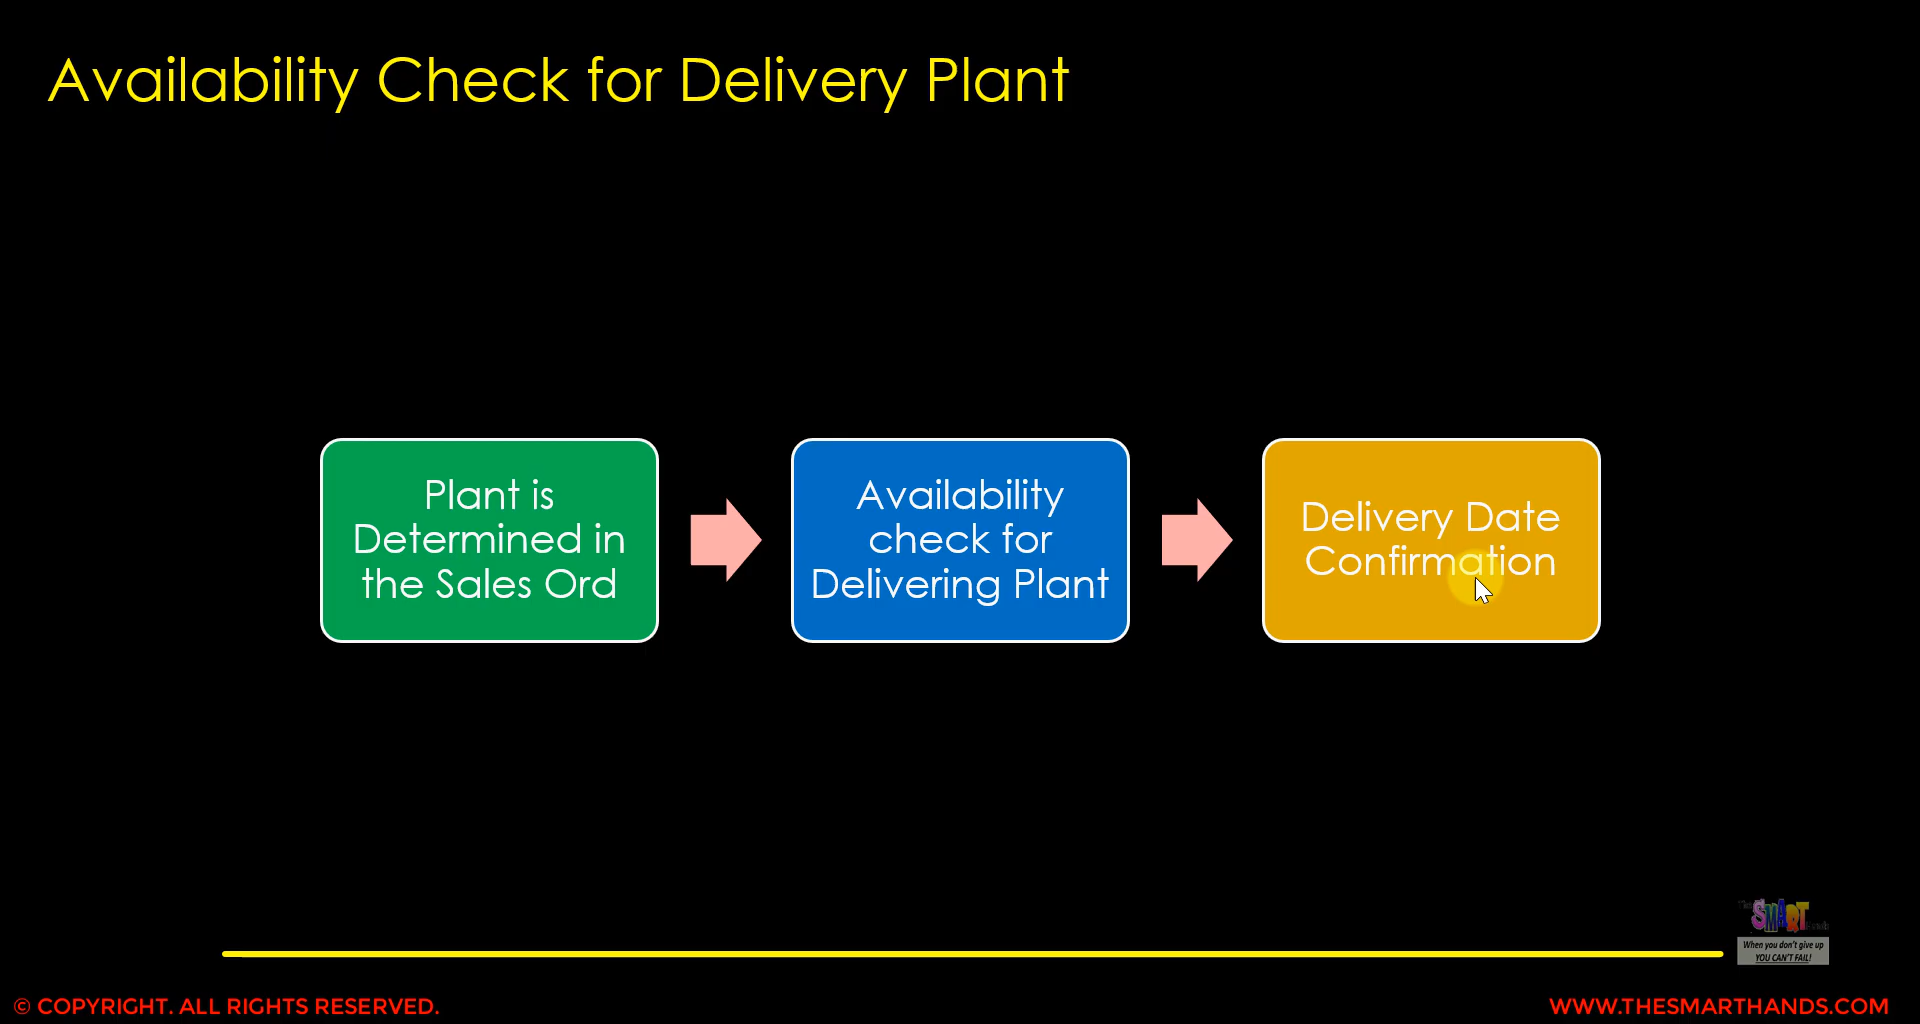 Availability Check for Delivery Plant
Plant is
Determined in
the Sales Ord
Availability
check for
Delivering Plant
Delivery Date
Confirmation
SMART
When you don't give up
YOU CAN'T FAIL!
© COPYRIGHT. ALL RIGHTS RESERVED.
WWW.THESMARTHANDS.COM